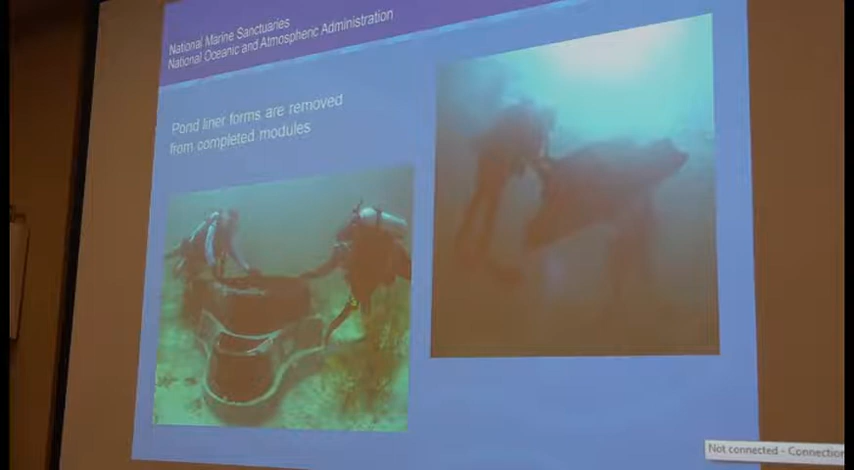 National Marine Sanctuaries
National Oceanic and Atmospheric Administration
Pond liner forms are removed
from completed modules
Not connected - Connection